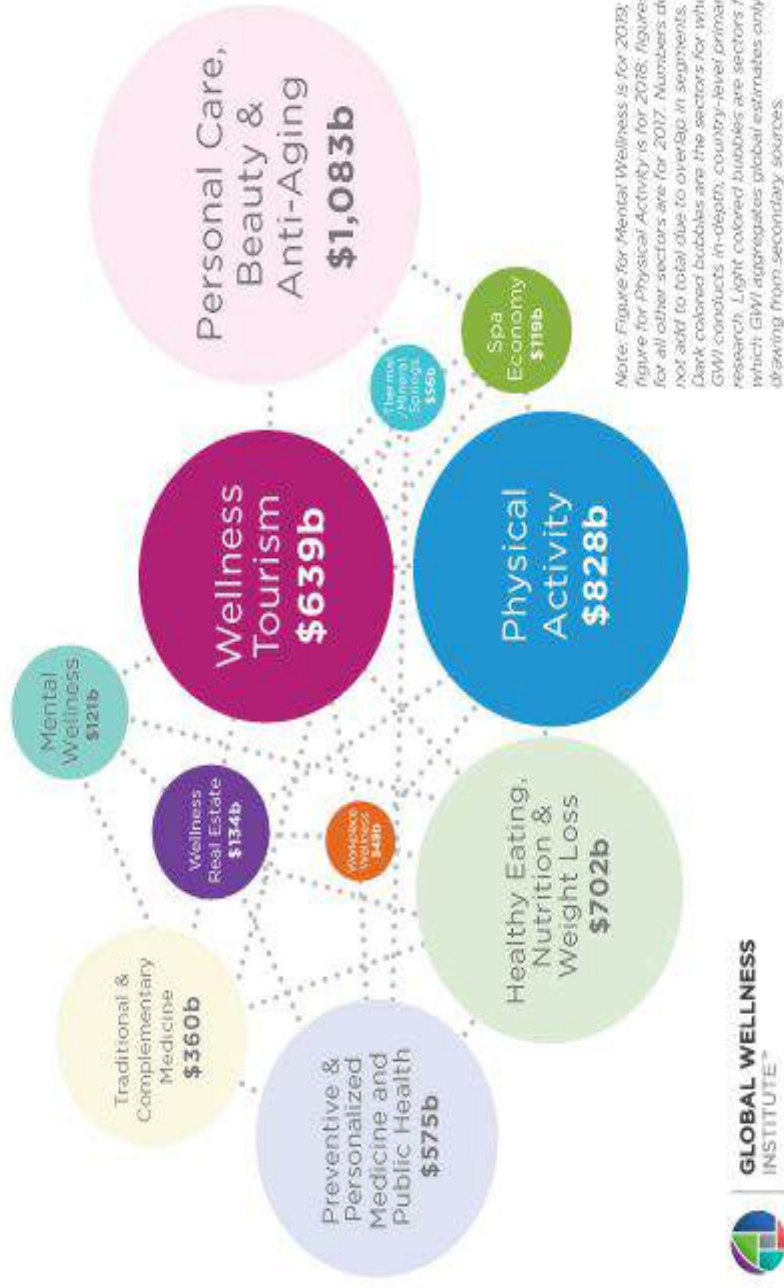 Mental
Wellness
$121b
Traditional &
Complementary
Medicine
$360b
Wellness
Real Estate
$134b
Wellness
Tourism
$639b
Personal Care,
Beauty &
Anti-Aging
$1,083b
Preventive &
Personalized
Medicine and
Public Health
$575b
Workplace
Wellness
$48b
Thermal
/Mineral
Springs
$56b
Healthy Eating,
Nutrition &
Weight Loss
$702b
Physical
Activity
$828b
Spa
Economy
$119b
GLOBAL WELLNESS
INSTITUTE™
Note: Figure for Mental Wellness is for 2019;
figure for Physical Activity is for 2018; figures
for all other sectors are for 2017. Numbers do
not add to total due to overlap in segments.
Dark colored bubbles are the sectors for
GWI conducts in-depth, country-level
research. Light colored bubbles are sectors
which GWI aggregates global estimates only
drawing from secondary sources